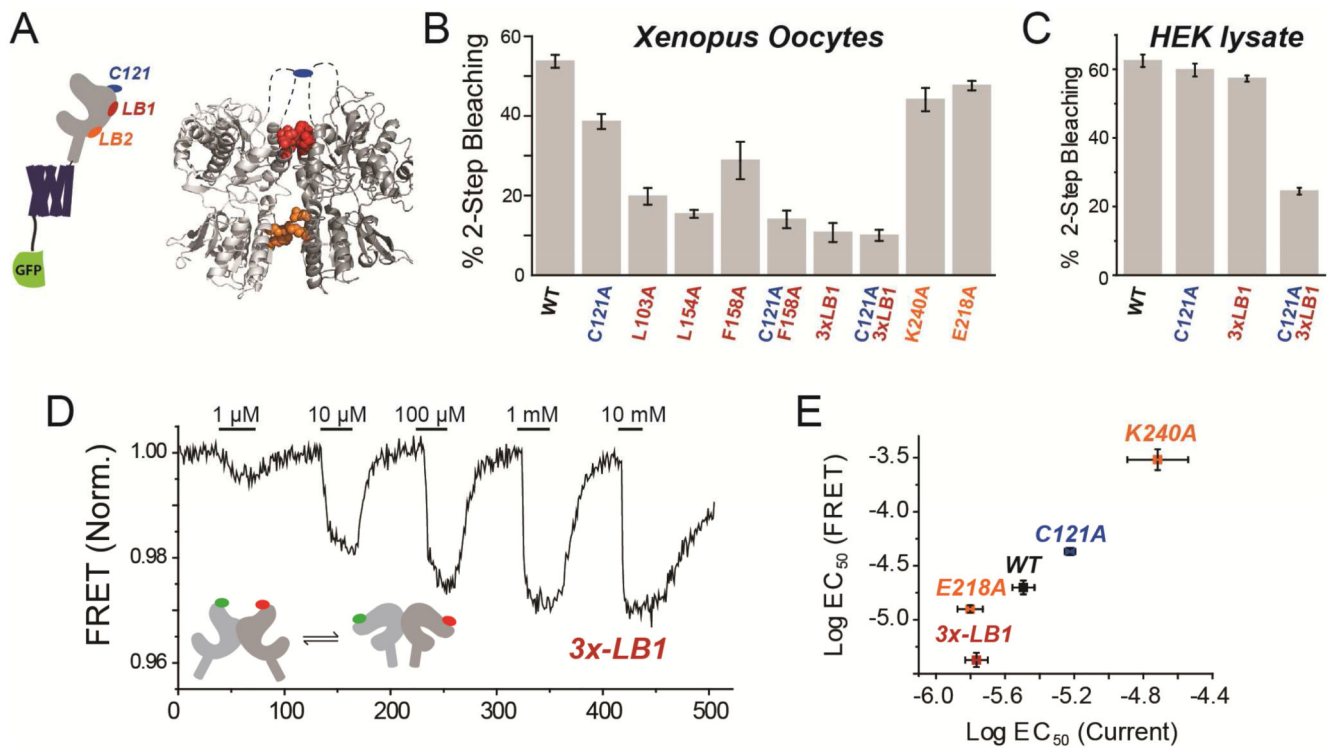 A
C121
LB1
LB2
GFP
B
Xenopus Oocytes
% 2-Step Bleaching
60
40
20
0
WT
C121A
L103A
L154A
F158A
C121A
F158A
3xLB1
C121A
3xLB1
K240A
E218A
C
HEK lysate
% 2-Step Bleaching
60
40
20
0
WT
C121A
3xLB1
C121A
3xLB1
D
1 µM
10 µM
100 µM
1 mM
10 mM
FRET (Norm.)
1.00
0.98
0.96
3x-LB1
0
100
200
300
400
500
E
Log EC50 (FRET)
-3.5
-4.0
-4.5
-5.0
K240A
C121A
WT
E218A
3x-LB1
-6.0
-5.6
-5.2
-4.8
-4.4
Log EC50 (Current)